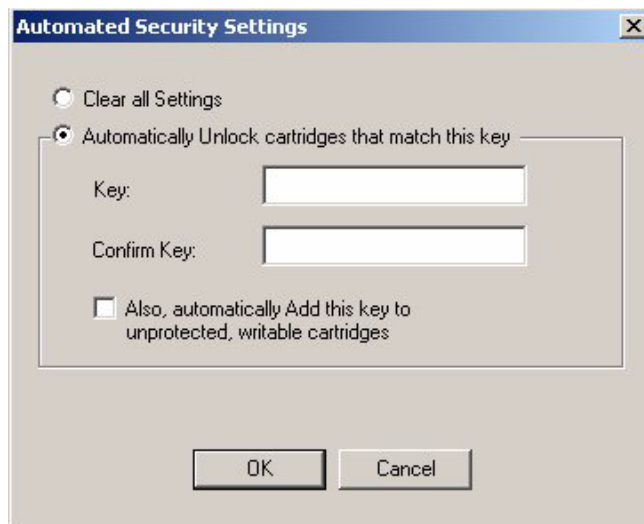 Automated Security Settings
Clear all Settings
Automatically Unlock cartridges that match this key
Key:
Confirm Key:
Also, automatically Add this key to
unprotected, writable cartridges
OK Cancel